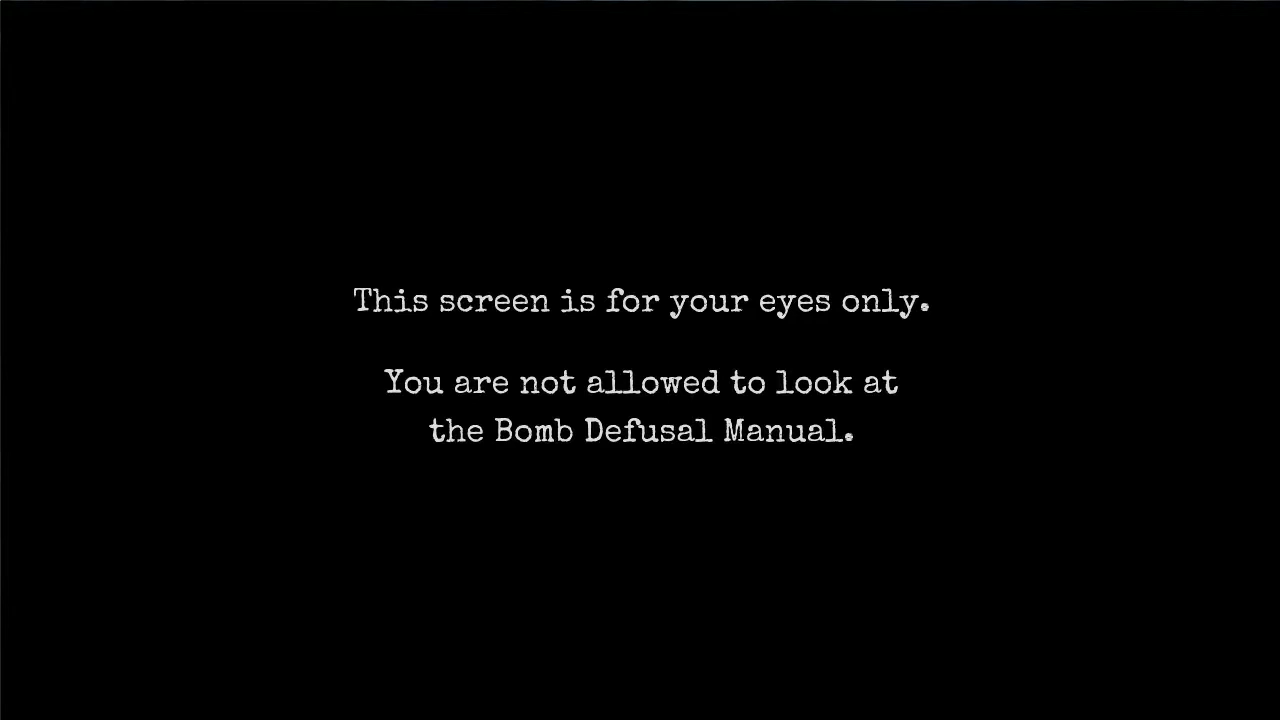 This screen is for your eyes only.
You are not allowed to look at
the Bomb Defusal Manual.